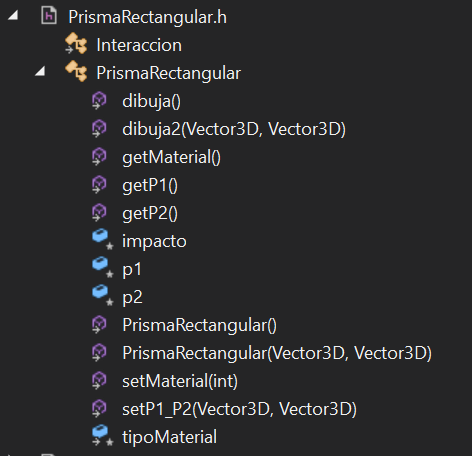 PrismaRectangular.h
Interaccion
PrismaRectangular
dibuja()
dibuja2(Vector3D, Vector3D)
getMaterial()
getP1()
getP2()
impacto
p1
p2
PrismaRectangular()
PrismaRectangular(Vector3D, Vector3D)
setMaterial(int)
setP1_P2(Vector3D, Vector3D)
tipoMaterial